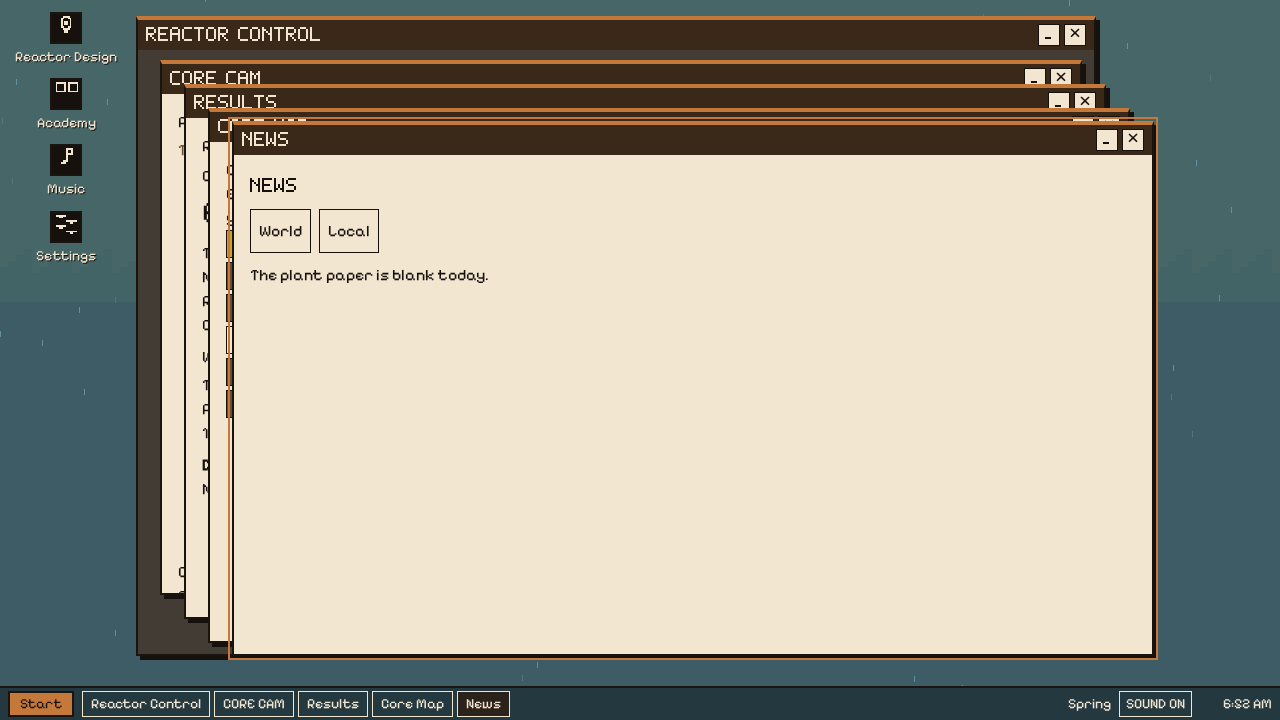 Reactor Design
Academy
Music
Settings
REACTOR CONTROL
CORE CAM
RESULTS
NEWS
NEWS
World
Local
The plant paper is blank today.
Start
Reactor Control
CORE CAM
Results
Core Map
News
Spring
SOUND ON
6:52 AM